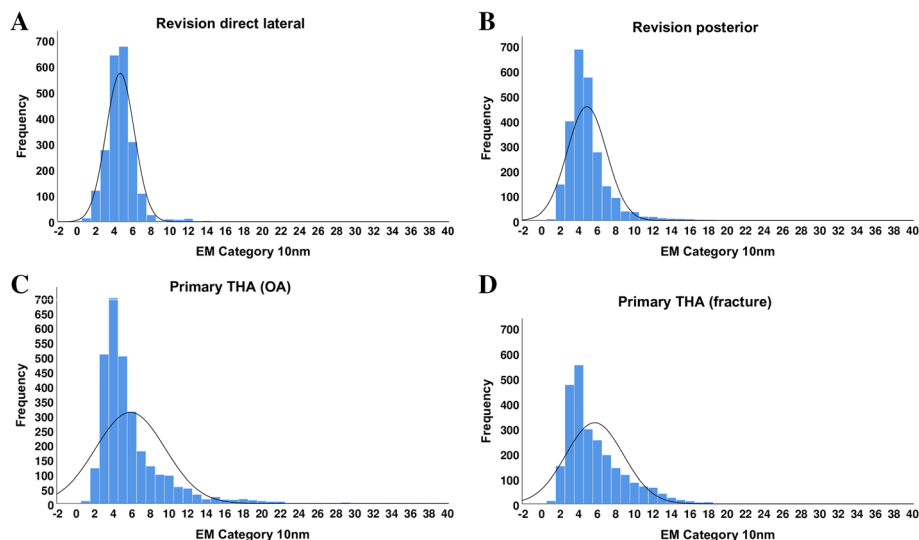 A
Revision direct lateral
Frequency
700
600
500
400
300
200
100
0
-2 0 2 4 6 8 10 12 14 16 18 20 22 24 26 28 30 32 34 36 38 40
EM Category 10nm
B
Revision posterior
Frequency
700
600
500
400
300
200
100
0
-2 0 2 4 6 8 10 12 14 16 18 20 22 24 26 28 30 32 34 36 38 40
EM Category 10nm
C
Primary THA (OA)
Frequency
700
650
600
550
500
450
400
350
300
250
200
150
100
50
0
-2 0 2 4 6 8 10 12 14 16 18 20 22 24 26 28 30 32 34 36 38 40
EM Category 10nm
D
Primary THA (fracture)
Frequency
700
600
500
400
300
200
100
0
-2 0 2 4 6 8 10 12 14 16 18 20 22 24 26 28 30 32 34 36 38 40
EM Category 10nm